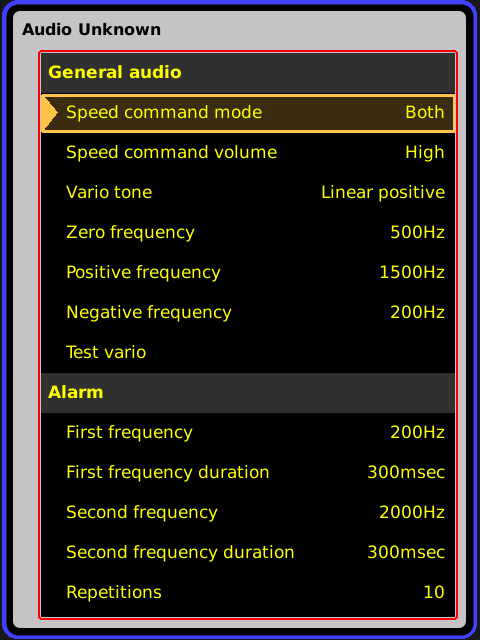 Audio Unknown
General audio
Speed command mode Both
Speed command volume High
Vario tone Linear positive
Zero frequency 500Hz
Positive frequency 1500Hz
Negative frequency 200Hz
Test vario
Alarm
First frequency 200Hz
First frequency duration 300msec
Second frequency 2000Hz
Second frequency duration 300msec
Repetitions 10